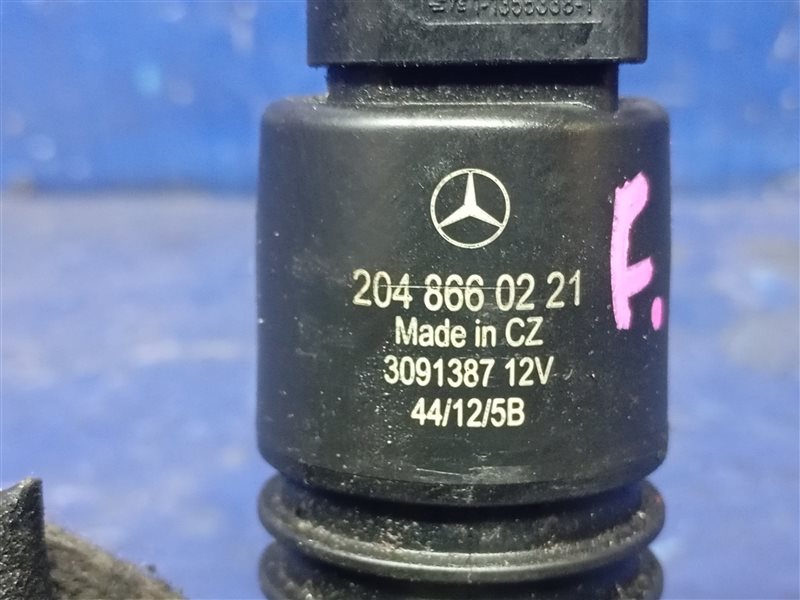 204 866 02 21
Made in CZ
3091387 12V
44/12/5B
F.